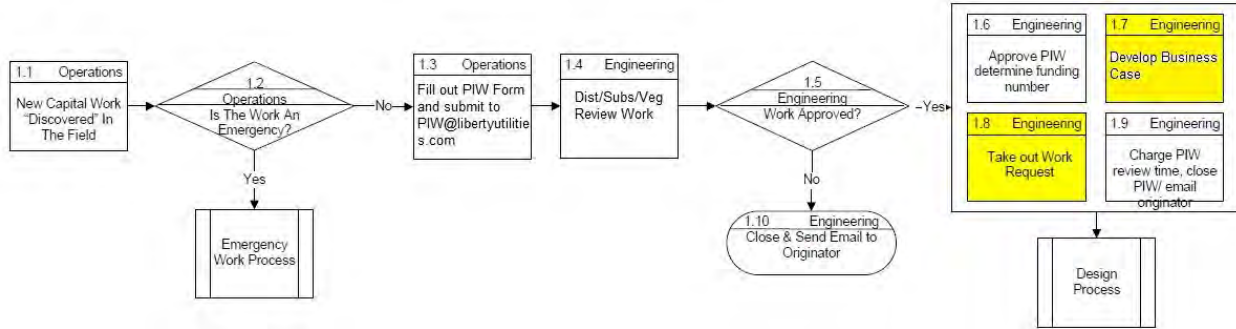 1.1 Operations
New Capital Work
“Discovered” In
The Field
1.2
Operations
Is The Work An
Emergency?
No
Yes
Emergency
Work Process
1.3 Operations
Fill out PIW Form
and submit to
PIW@libertyutilitie
s.com
1.4 Engineering
Dist/Subs/Veg
Review Work
1.5
Engineering
Work Approved?
Yes
No
1.10 Engineering
Close & Send Email to
Originator
1.6 Engineering
Approve PIW
determine funding
number
1.7 Engineering
Develop Business
Case
1.8 Engineering
Take out Work
Request
1.9 Engineering
Charge PIW
review time, close
PIW/ email
originator
Design
Process